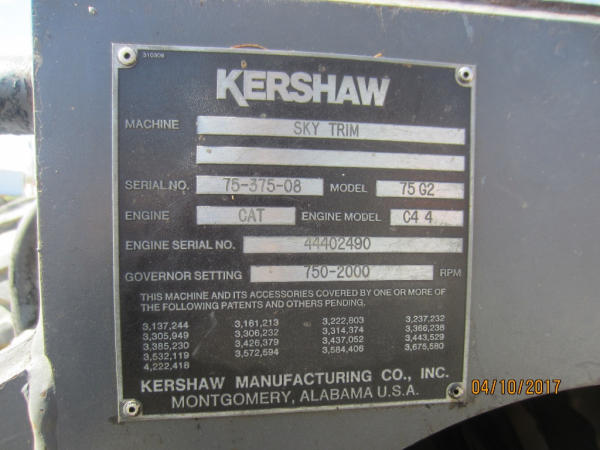 310309
KERSHAW
MACHINE SKY TRIM
SERIAL NO. 75-375-08 MODEL 75 G2
ENGINE CAT ENGINE MODEL C4 4
ENGINE SERIAL NO. 44402490
GOVERNOR SETTING 750-2000 RPM
THIS MACHINE AND ITS ACCESSORIES COVERED BY ONE OR MORE OF
THE FOLLOWING PATENTS AND OTHERS PENDING.
3,137,244 3,161,213 3,222,803 3,237,232
3,305,949 3,306,232 3,314,374 3,366,238
3,385,230 3,426,379 3,437,052 3,443,529
3,532,119 3,572,594 3,584,406 3,675,580
4,222,418
KERSHAW MANUFACTURING CO., INC.
MONTGOMERY, ALABAMA U.S.A.
04/10/2017